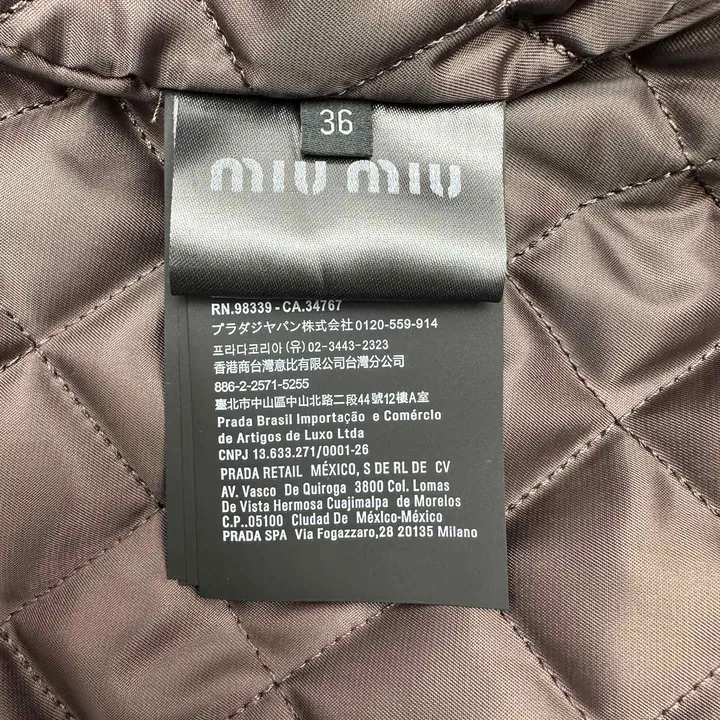 36
miu miu
RN.98339-CA.34767
プラダジャパン株式会社0120-559-914
프라다코리아 (유) 02-3443-2323
香港商台灣意比有限公司台灣分公司
886-2-2571-5255
臺北市中山區中山北路二段44號12樓A室
Prada Brasil Importação e Comércio
de Artigos de Luxo Ltda
CNPJ 13.633.271/0001-26
PRADA RETAIL MÉXICO, S DE RL DE CV
AV. Vasco De Quiroga 3800 Col. Lomas
De Vista Hermosa Cuajimalpa de Morelos
C.P..05100 Ciudad De México-México
PRADA SPA Via Fogazzaro,28 20135 Milano